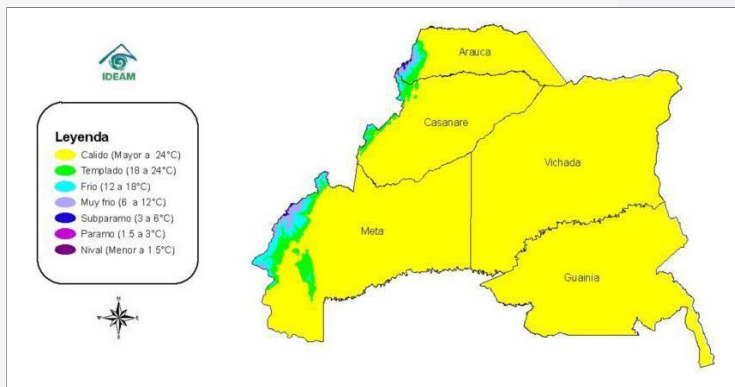 IDEAM
Leyenda
Calido (Mayor a 24°C)
Templado (18 a 24°C)
Frio (12 a 18°C)
Muy frio (6 a 12°C)
Subparamo (3 a 6°C)
Paramo (1.5 a 3°C)
Nival (Menor a 1.5°C)
N
Arauca
Casanare
Vichada
Meta
Guainia